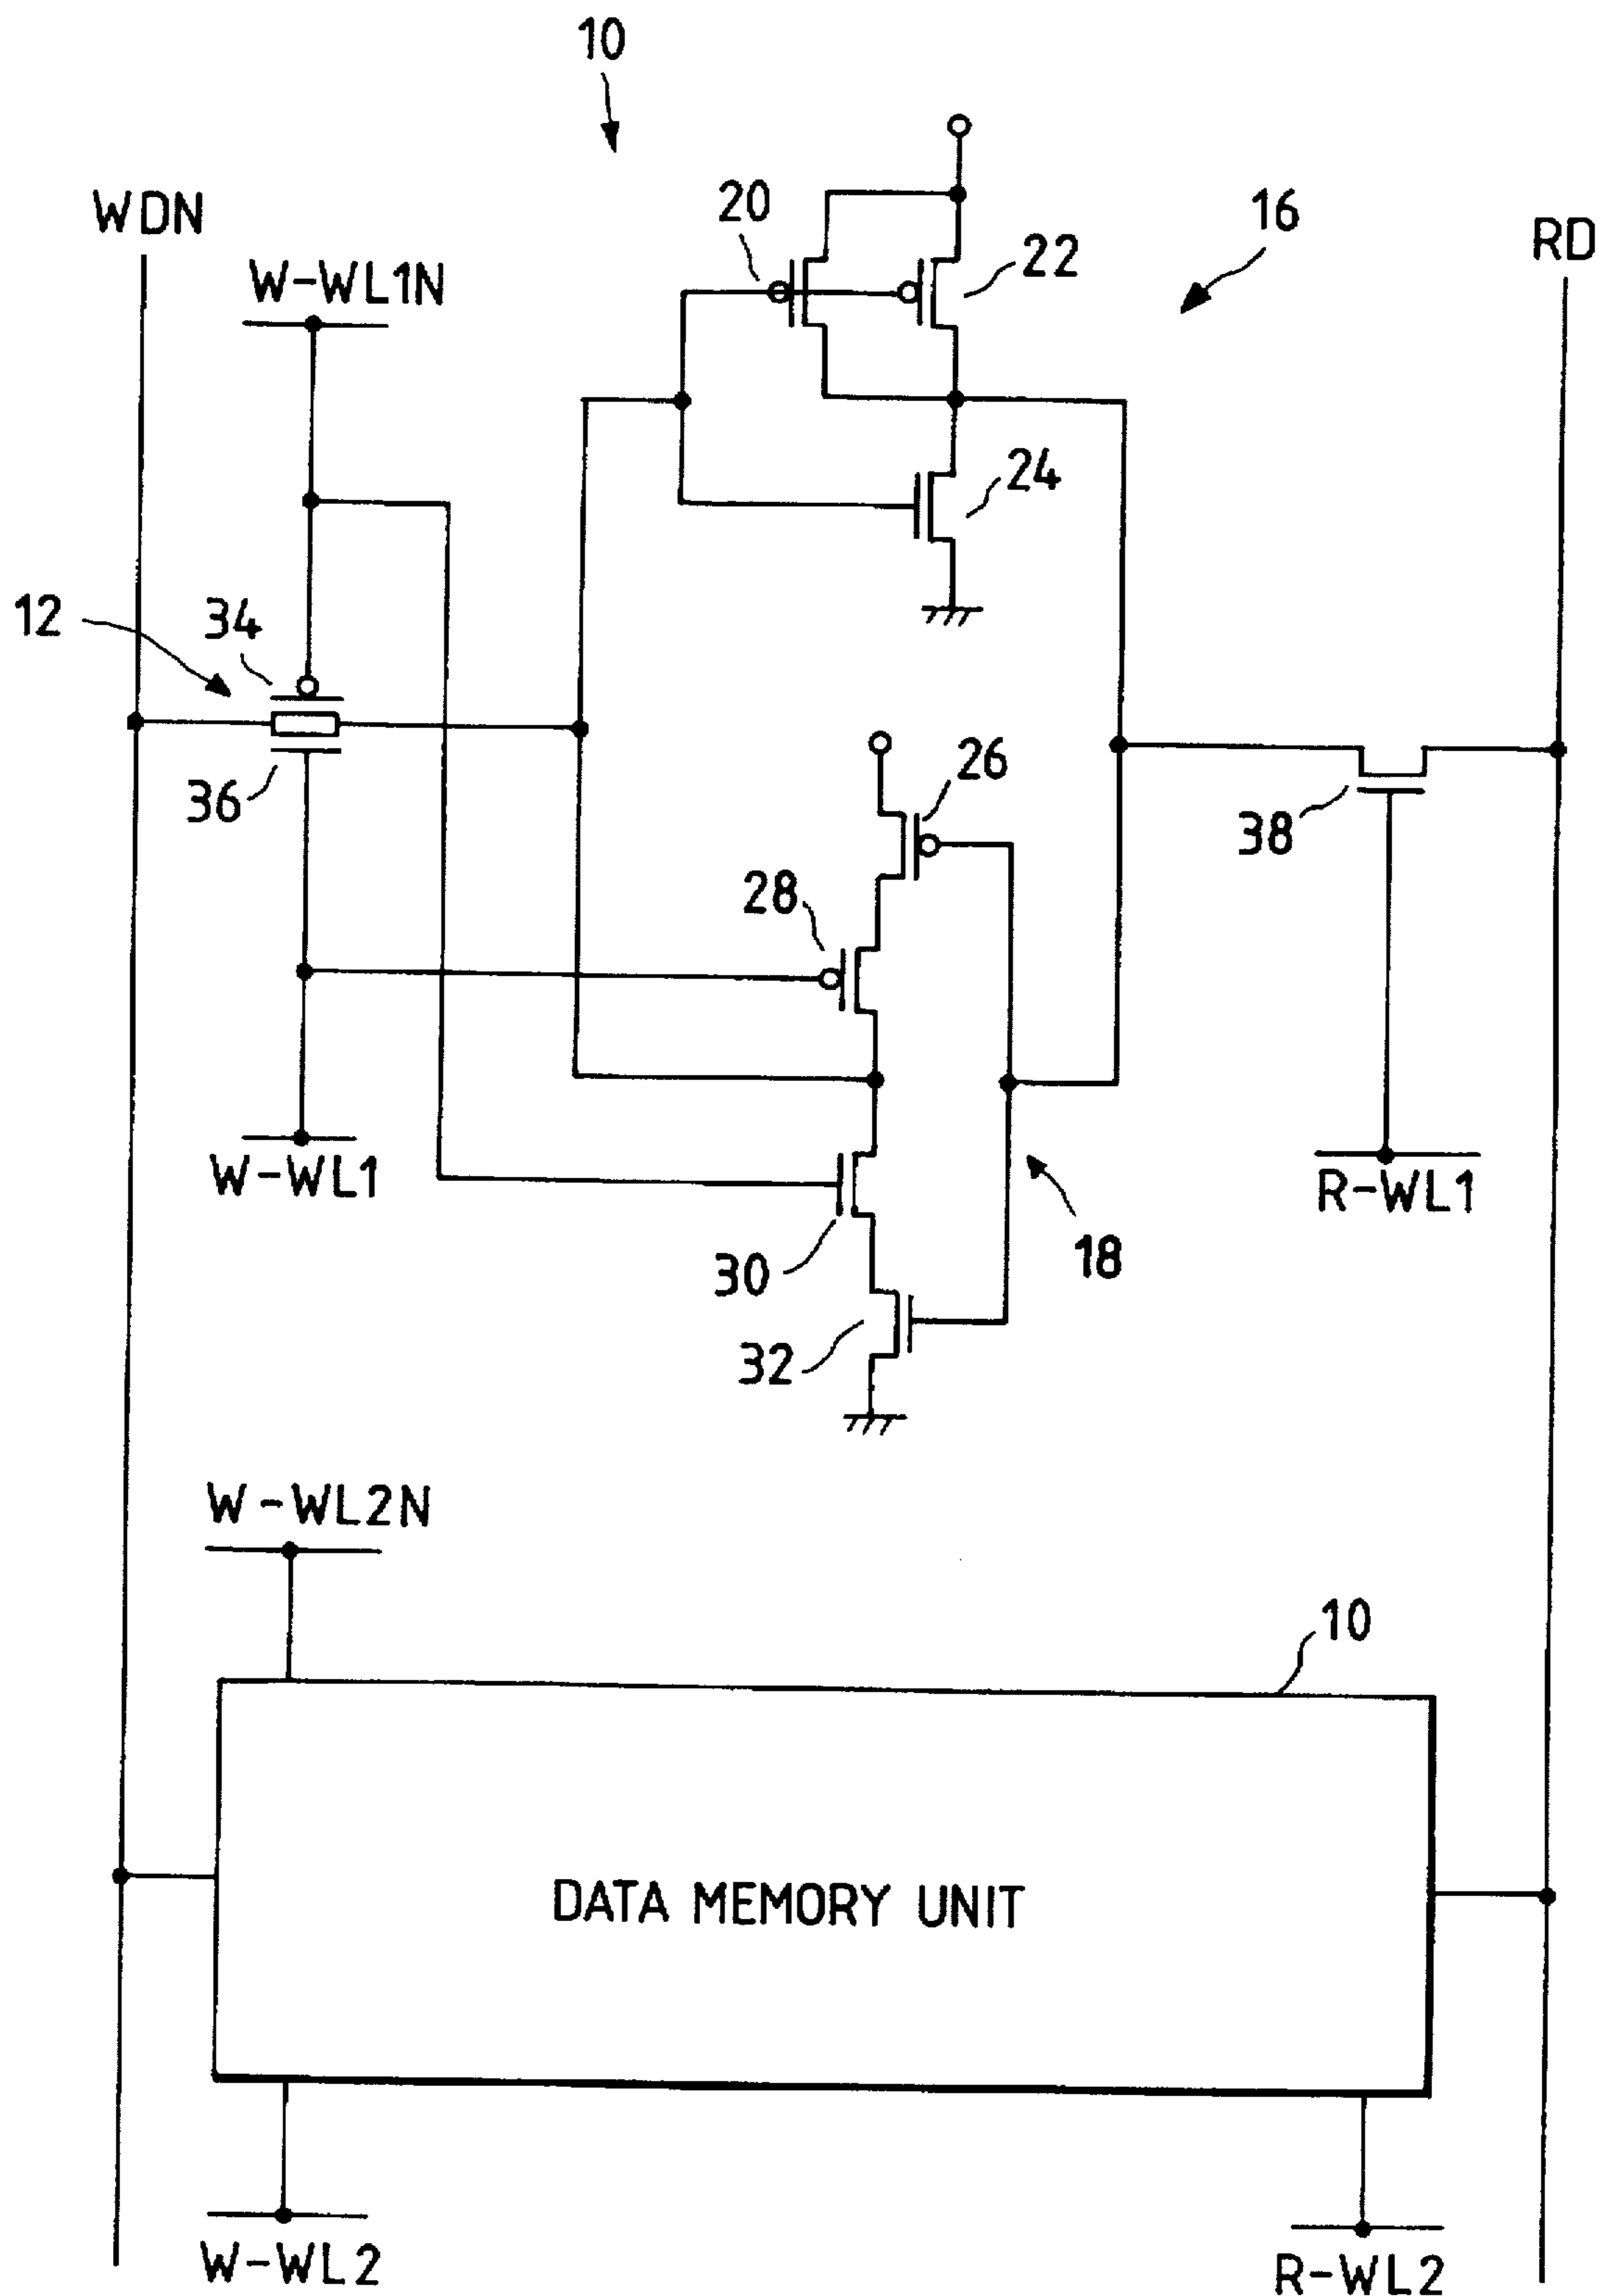 10
WDN
W-WL1N
20
22
16
RD
24
12
34
36
26
38
28
W-WL1
R-WL1
30
18
32
W-WL2N
10
DATA MEMORY UNIT
W-WL2
R-WL2